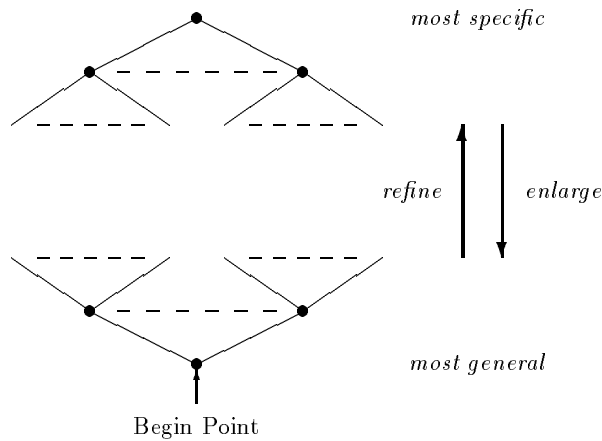 most specific
refine
enlarge
most general
Begin Point